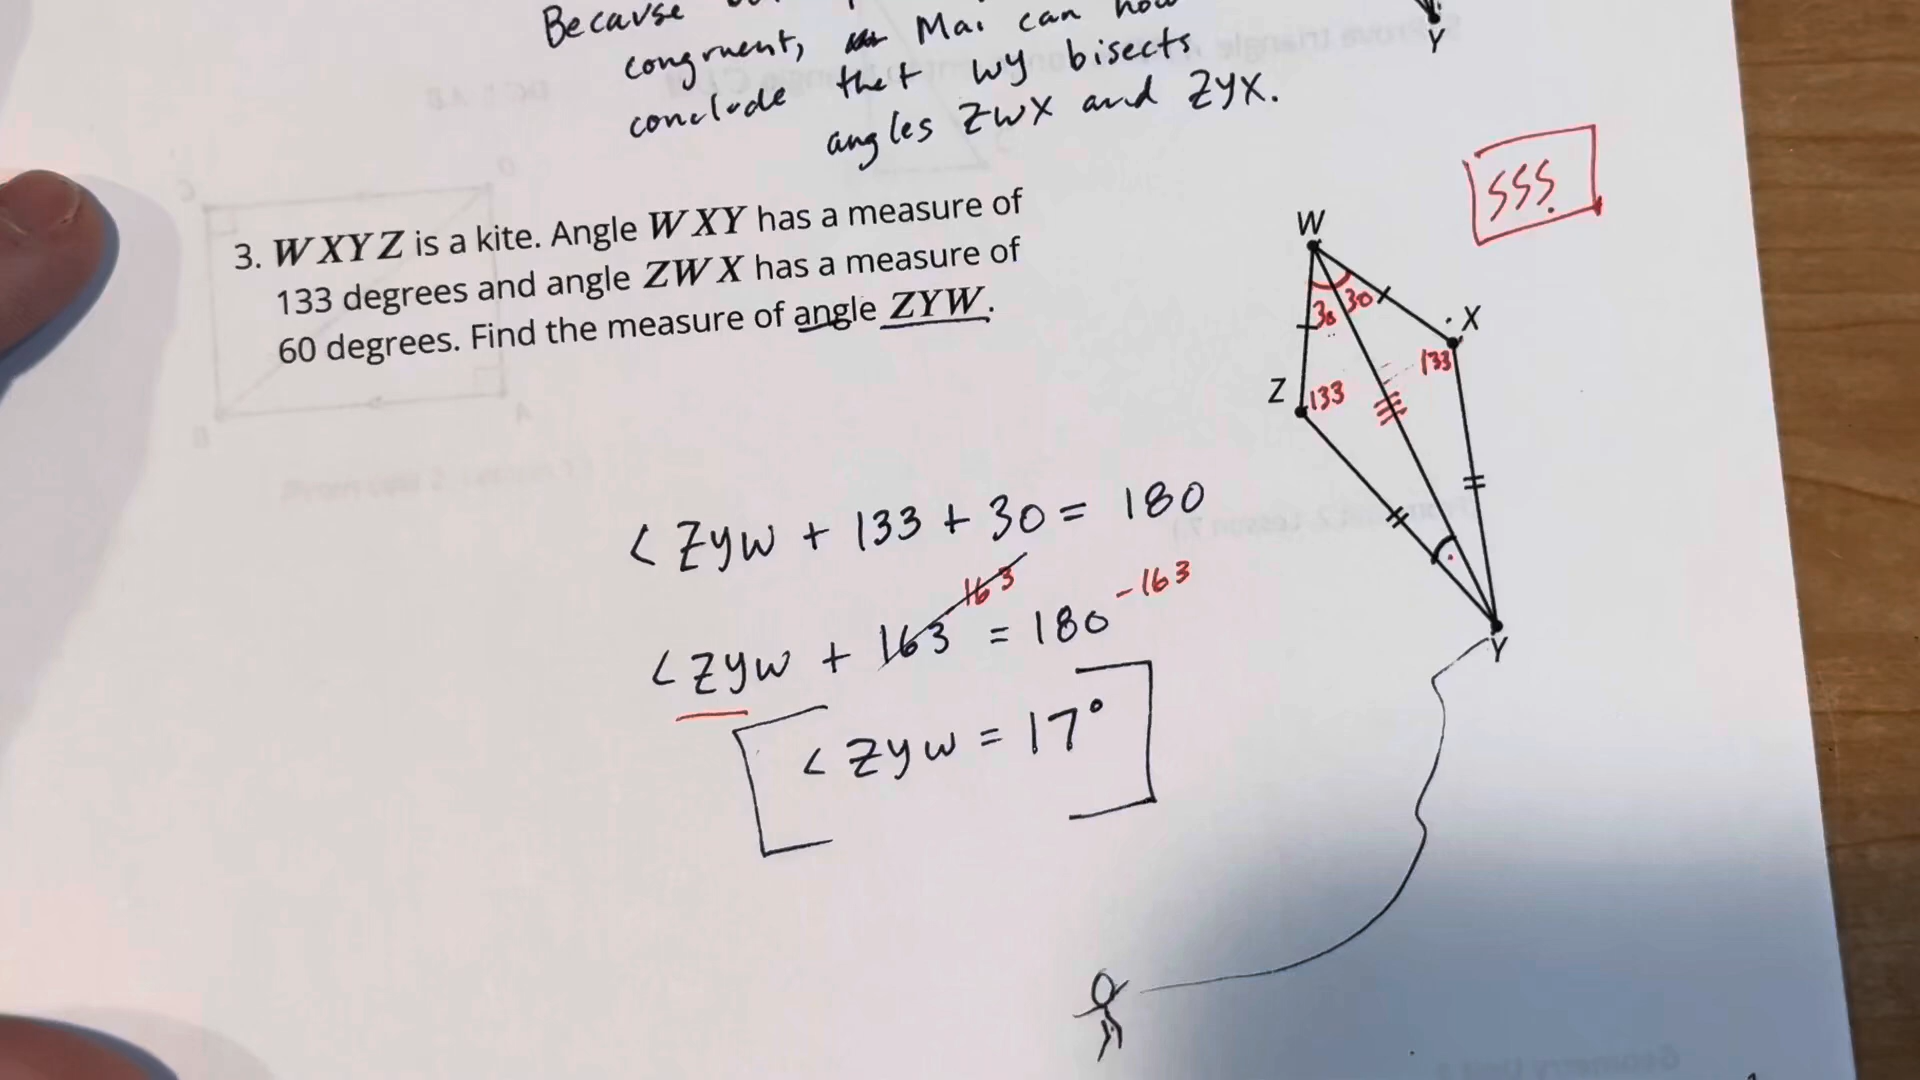 Because
congruent, Mai can now
conclude thet wy bisects
angles ZWX and ZYX.
Y
3. WXYZ is a kite. Angle WXY has a measure of
133 degrees and angle ZWX has a measure of
60 degrees. Find the measure of angle ZYW.
SSS.
W
30 30
X
133
Z 133
< ZYW + 133 + 30 = 180
163 -163
< ZYW + 163 = 180
Y
< ZYW = 17°